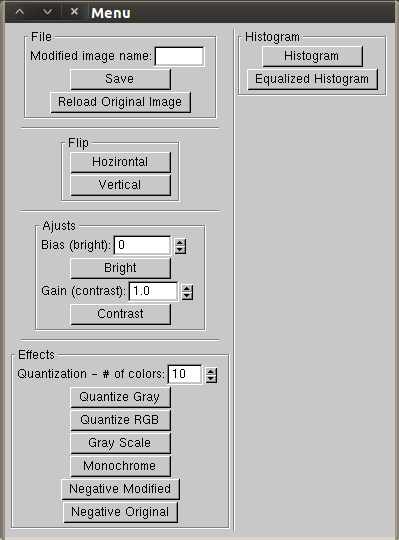 Menu
File
Modified image name:
Save
Reload Original Image
Flip
Hozirontal
Vertical
Ajusts
Bias (bright): 0
Bright
Gain (contrast): 1.0
Contrast
Effects
Quantization - # of colors: 10
Quantize Gray
Quantize RGB
Gray Scale
Monochrome
Negative Modified
Negative Original
Histogram
Histogram
Equalized Histogram